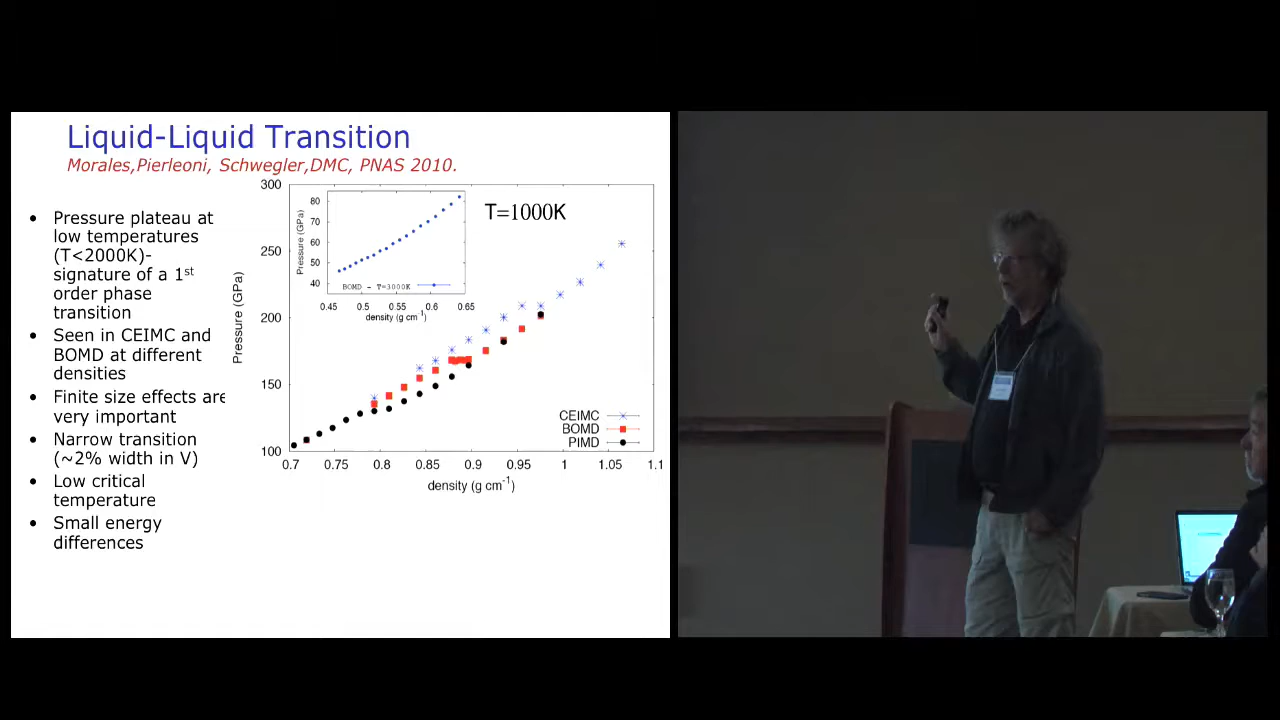 Liquid-Liquid Transition
Morales,Pierleoni, Schwegler,DMC, PNAS 2010.
• Pressure plateau at
low temperatures
(T<2000K)-
signature of a 1st
order phase
transition
• Seen in CEIMC and
BOMD at different
densities
• Finite size effects are
very important
• Narrow transition
(~2% width in V)
• Low critical
temperature
• Small energy
differences
Pressure (GPa)
300
250
200
150
100
0.7 0.75 0.8 0.85 0.9 0.95 1 1.05 1.1
density (g cm-1)
T=1000K
CEIMC
BOMD
PIMD
Pressure (GPa)
80
70
60
50
40
BOMD - T=3000K
0.45 0.5 0.55 0.6 0.65
density (g cm-1)